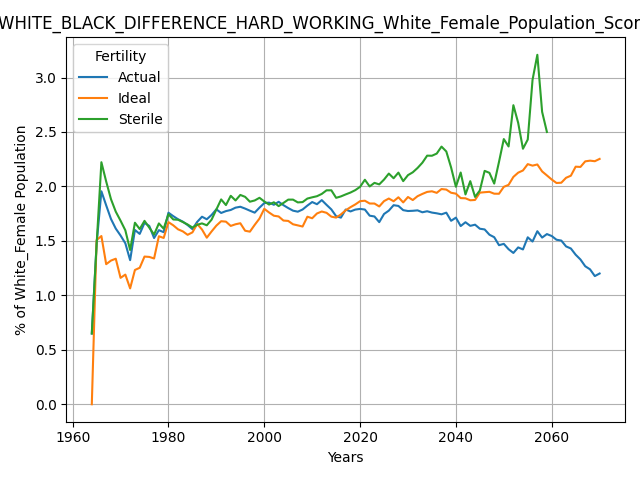 WHITE_BLACK_DIFFERENCE_HARD_WORKING_White_Female_Population_Scor
Fertility
Actual
Ideal
Sterile
3.0
2.5
2.0
1.5
1.0
0.5
0.0
% of White_Female Population
1960 1980 2000 2020 2040 2060
Years